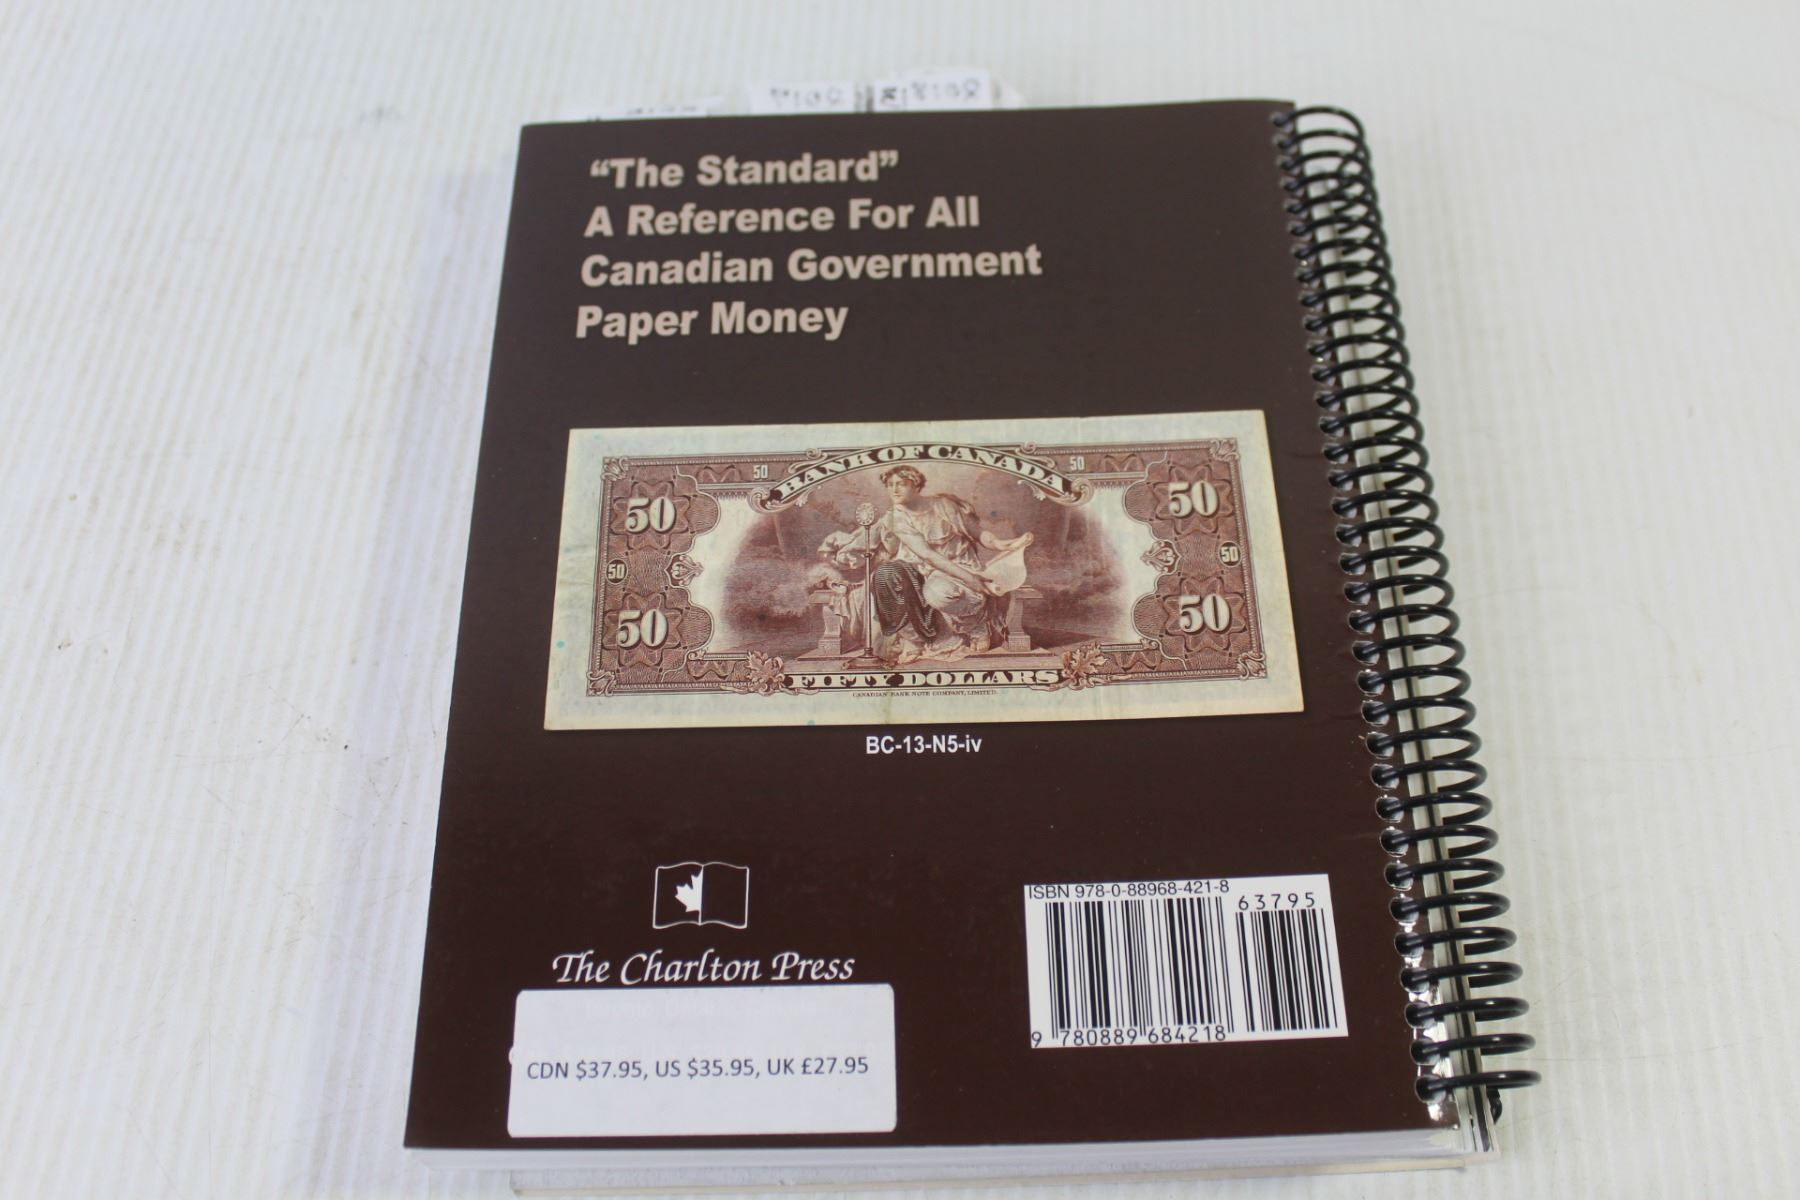 “The Standard”
A Reference For All
Canadian Government
Paper Money
BANK OF CANADA
50 50
50 50
50 50
50 50
FIFTY DOLLARS
CANADIAN BANK NOTE COMPANY, LIMITED
BC-13-N5-iv
The Charlton Press
CDN $37.95, US $35.95, UK £27.95
ISBN 978-0-88968-421-8
63795
9 780889 684218